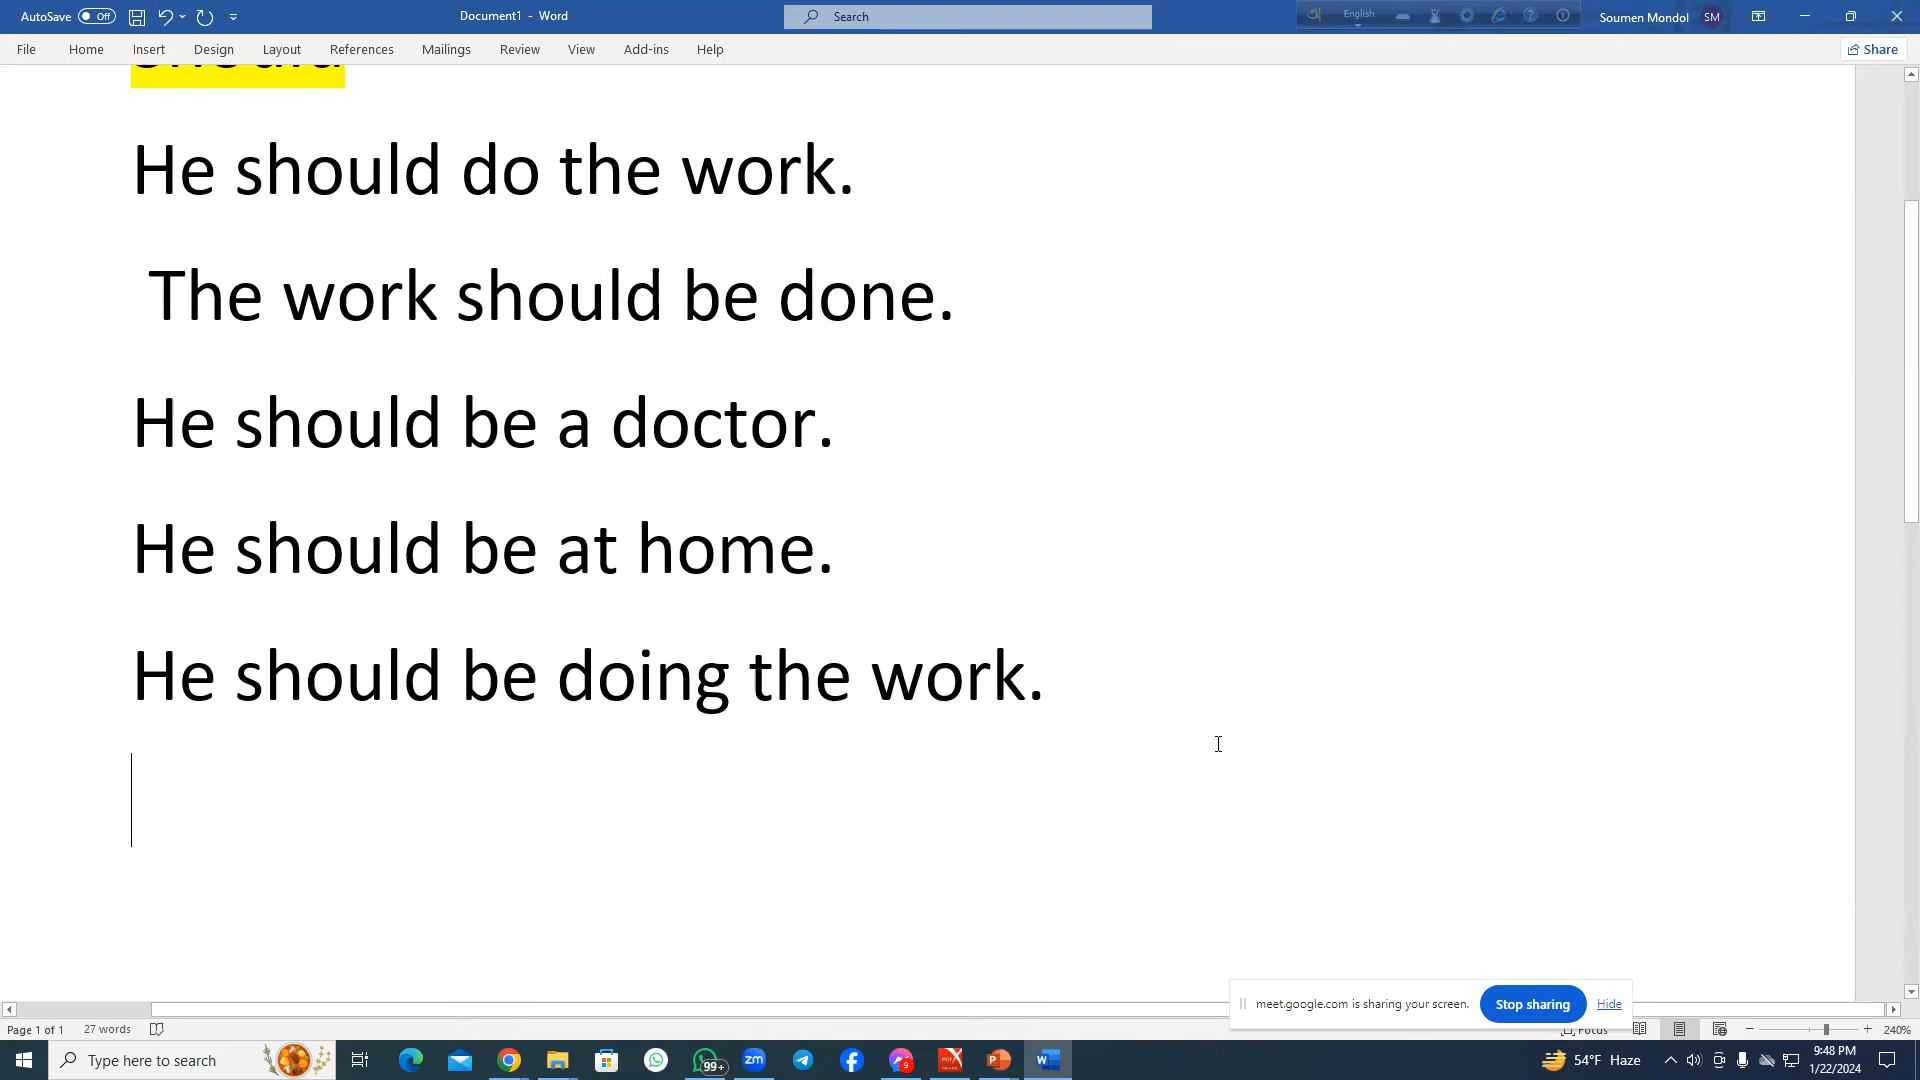 AutoSave Off Document1 - Word Search English Soumen Mondol SM
File Home Insert Design Layout References Mailings Review View Add-ins Help Share
should
He should do the work.
The work should be done.
He should be a doctor.
He should be at home.
He should be doing the work.
meet.google.com is sharing your screen. Stop sharing Hide
Page 1 of 1 27 words Focus 240%
Type here to search 99+ zm 9 54°F Haze 9:48 PM
1/22/2024